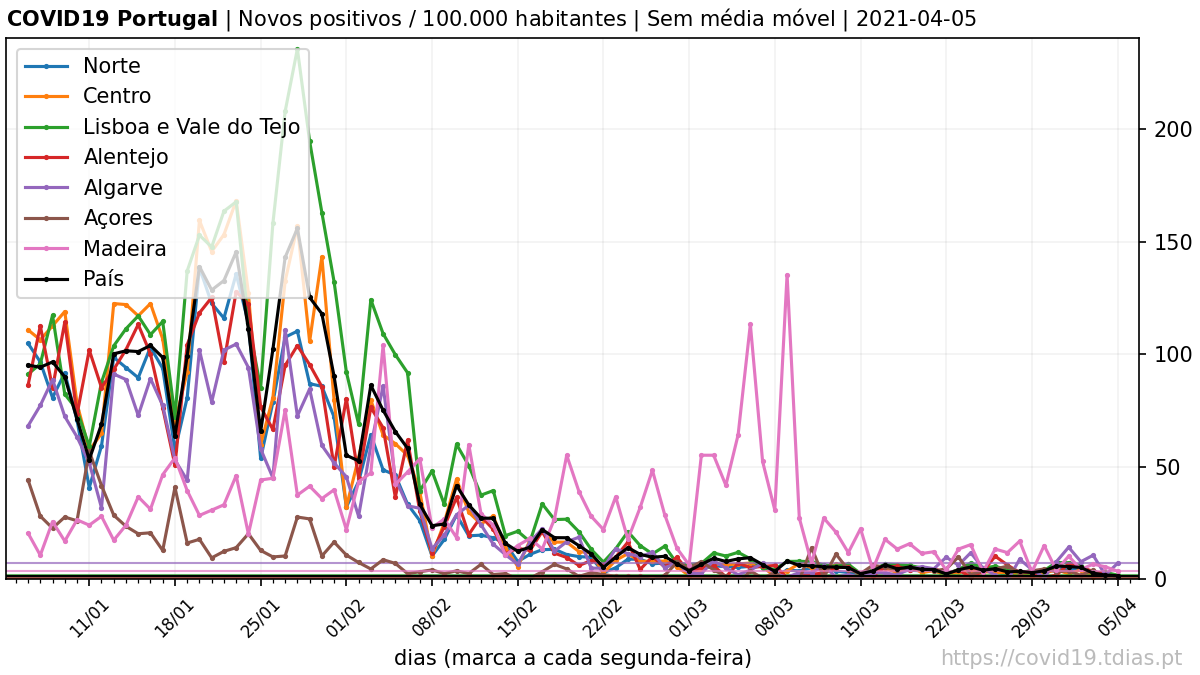 COVID19 Portugal | Novos positivos / 100.000 habitantes | Sem média móvel | 2021-04-05
Norte
Centro
Lisboa e Vale do Tejo
Alentejo
Algarve
Açores
Madeira
País
200
150
100
50
0
11/01 18/01 25/01 01/02 08/02 15/02 22/02 01/03 08/03 15/03 22/03 29/03 05/04
dias (marca a cada segunda-feira)
https://covid19.tdias.pt